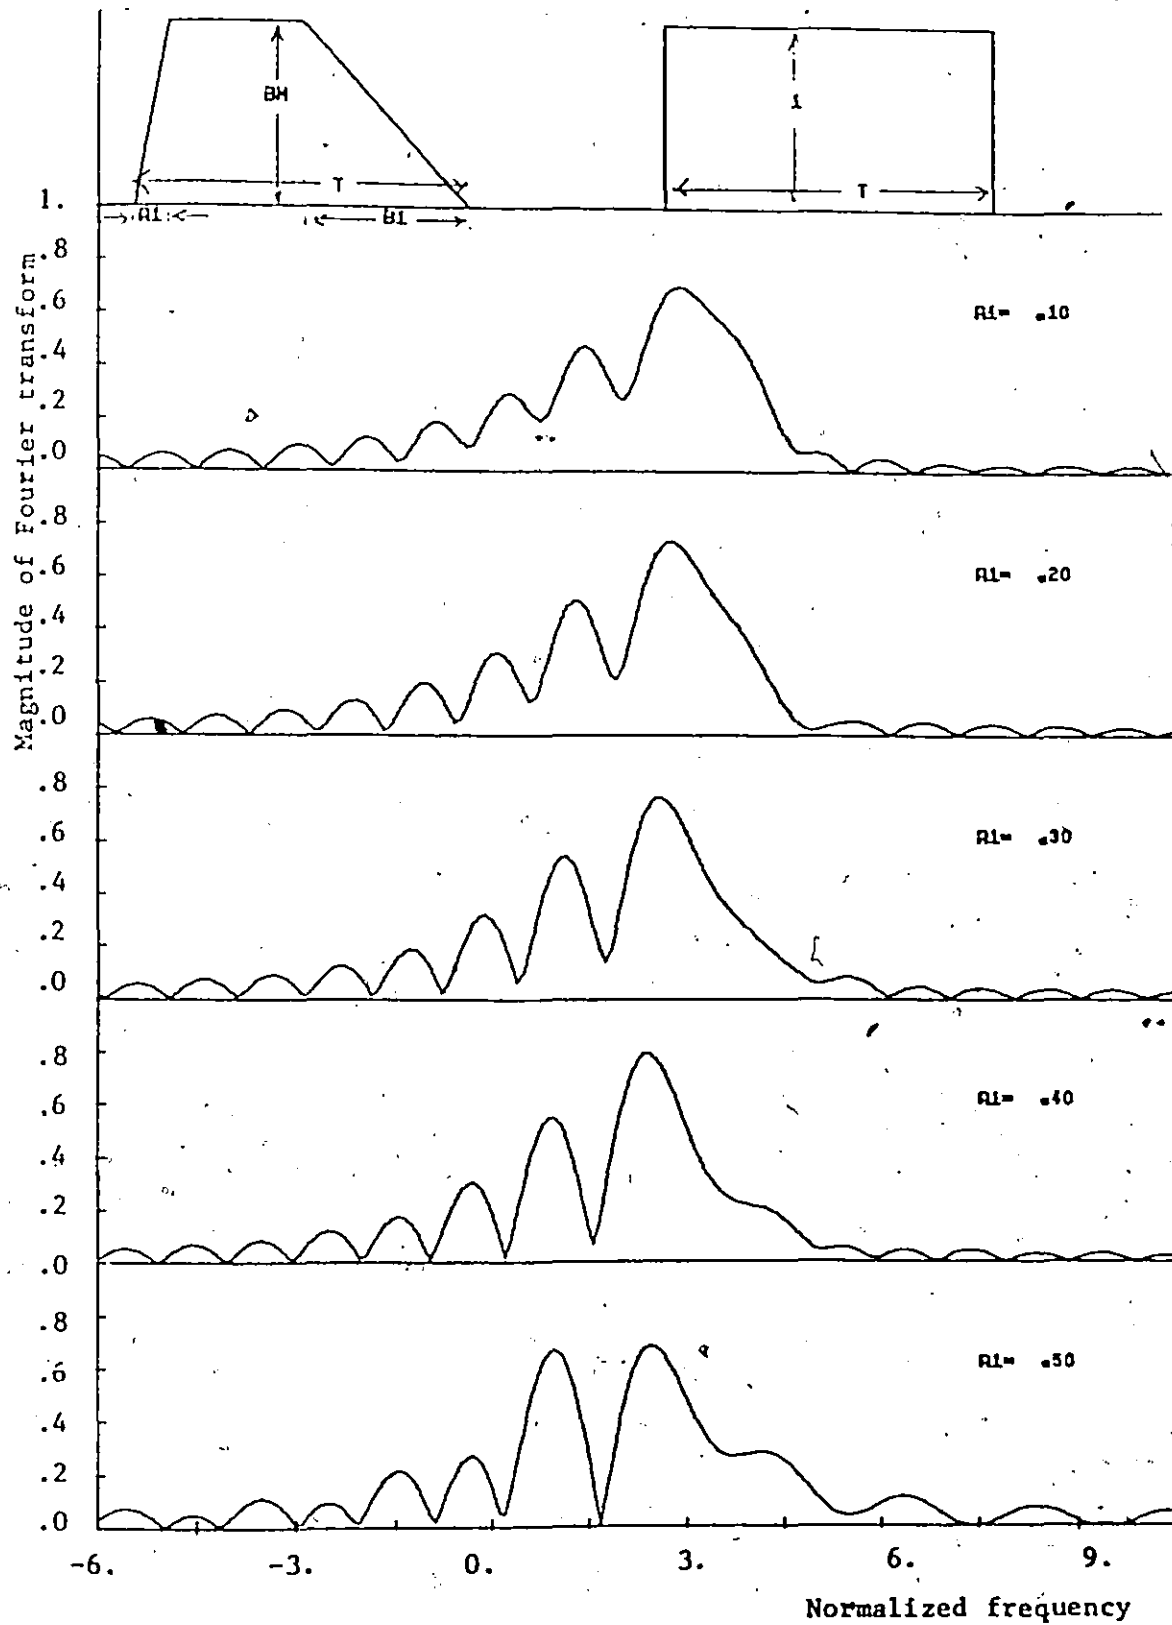 BM
1
T
T
A1
B1
Magnitude of Fourier transform
1.
.8
.6
.4
.2
.0
A1= .10
.8
.6
.4
.2
.0
A1= .20
.8
.6
.4
.2
.0
A1= .30
.8
.6
.4
.2
.0
A1= .40
.8
.6
.4
.2
.0
A1= .50
-6. -3. 0. 3. 6. 9.
Normalized frequency